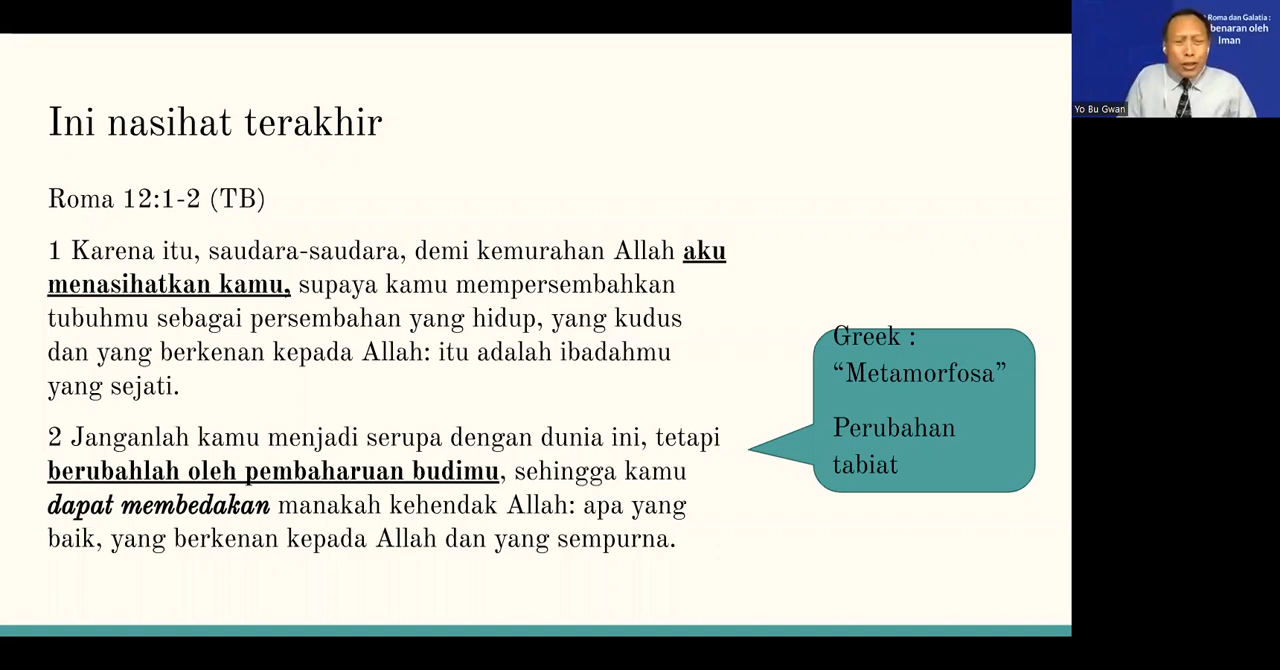 Ini nasihat terakhir
Roma 12:1-2 (TB)
1 Karena itu, saudara-saudara, demi kemurahan Allah aku
menasihatkan kamu, supaya kamu mempersembahkan
tubuhmu sebagai persembahan yang hidup, yang kudus
dan yang berkenan kepada Allah: itu adalah ibadahmu
yang sejati.
2 Janganlah kamu menjadi serupa dengan dunia ini, tetapi
berubahlah oleh pembaharuan budimu, sehingga kamu
dapat membedakan manakah kehendak Allah: apa yang
baik, yang berkenan kepada Allah dan yang sempurna.
Greek :
“Metamorfosa”
Perubahan
tabiat
Roma dan Galatia :
benaran oleh
Iman
Yo Bu Gwan